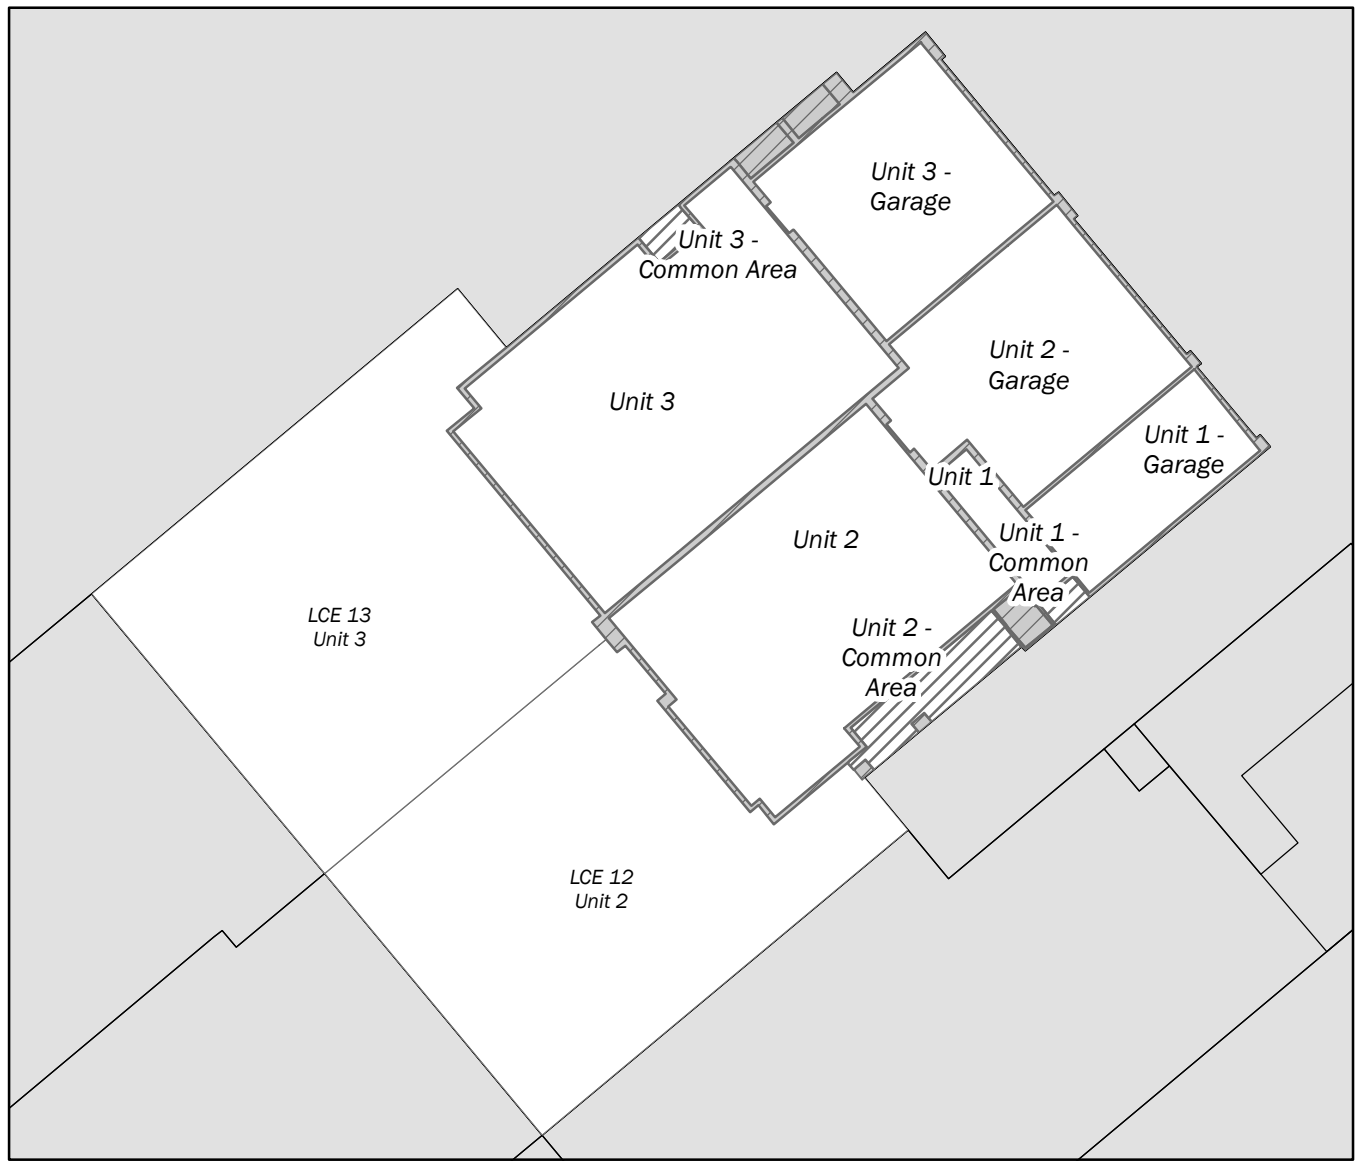 Unit 3 -
Garage
Unit 3 -
Common Area
Unit 2 -
Garage
Unit 3
Unit 1 -
Garage
Unit 1
Unit 2
Unit 1 -
Common
Area
LCE 13
Unit 3
Unit 2 -
Common
Area
LCE 12
Unit 2